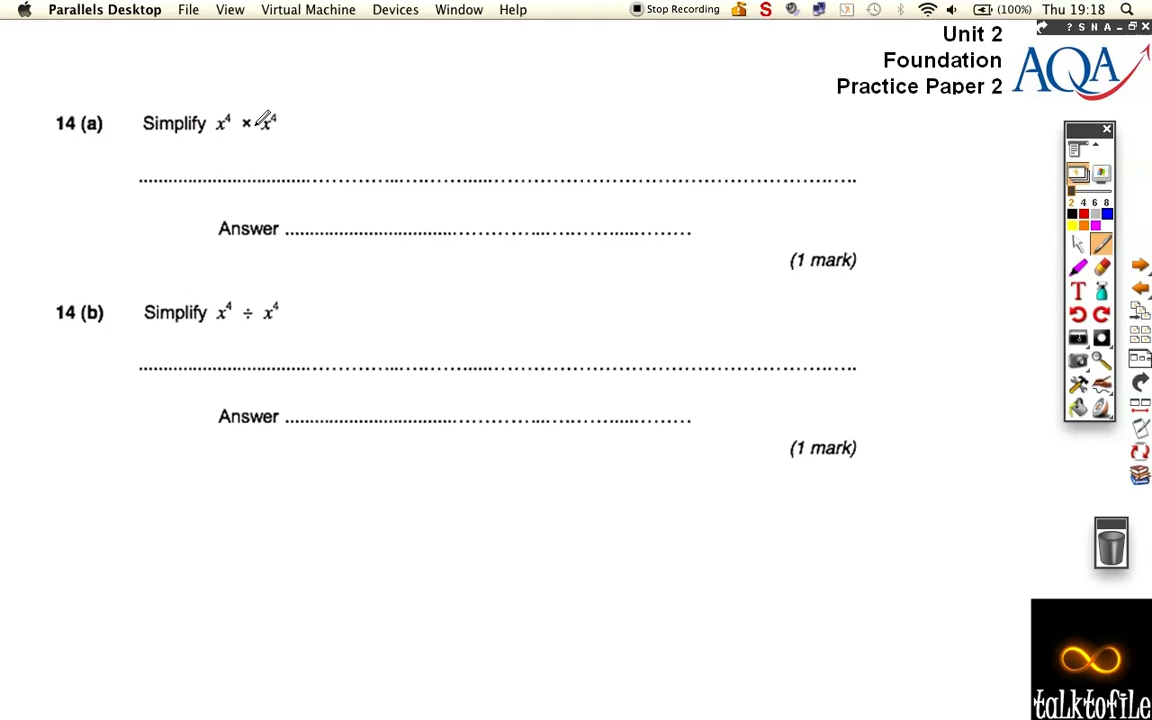 Parallels Desktop File View Virtual Machine Devices Window Help Stop Recording S (100%) Thu 19:18
Unit 2
Foundation
Practice Paper 2
? S N A
AQA
14 (a) Simplify x⁴ × x⁴
Answer
(1 mark)
14 (b) Simplify x⁴ ÷ x⁴
Answer
(1 mark)
2 4 6 8
T
talktofile